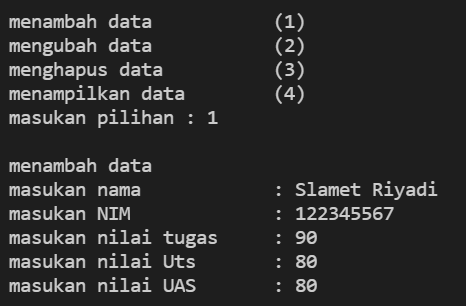 menambah data (1)
mengubah data (2)
menghapus data (3)
menampilkan data (4)
masukan pilihan : 1
menambah data
masukan nama : Slamet Riyadi
masukan NIM : 122345567
masukan nilai tugas : 90
masukan nilai Uts : 80
masukan nilai UAS : 80